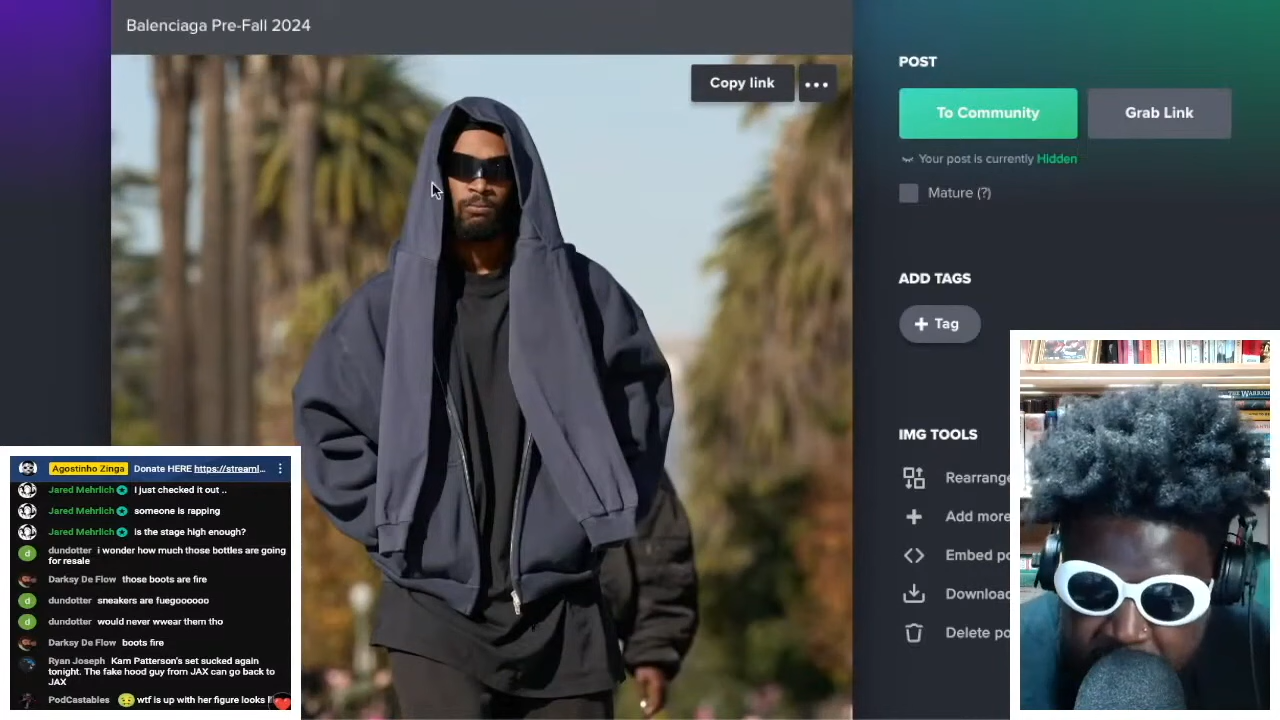 Balenciaga Pre-Fall 2024
Copy link
POST
To Community
Grab Link
Your post is currently Hidden
Mature (?)
ADD TAGS
+ Tag
IMG TOOLS
Rearrange
Add more
Embed po
Download
Delete po
Agostinho Zinga Donate HERE https://streaml...
Jared Mehrlich I just checked it out ..
Jared Mehrlich someone is rapping
Jared Mehrlich Is the stage high enough?
dundotter i wonder how much those bottles are going
for resale
Darksy De Flow those boots are fire
dundotter sneakers are fuegoooooo
dundotter would never wwear them tho
Darksy De Flow boots fire
Ryan Joseph Kam Patterson's set sucked again
tonight. The fake hood guy from JAX can go back to
JAX
PodCastables wtf is up with her figure looks
THE WARRIOR